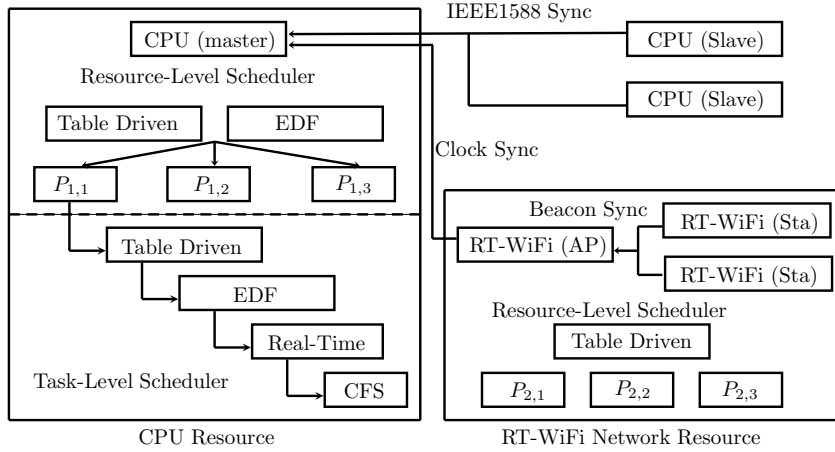 IEEE1588 Sync
CPU (master)
CPU (Slave)
Resource-Level Scheduler
CPU (Slave)
Table Driven
EDF
Clock Sync
P1,1
P1,2
P1,3
Beacon Sync
RT-WiFi (Sta)
Table Driven
RT-WiFi (AP)
RT-WiFi (Sta)
EDF
Resource-Level Scheduler
Real-Time
Table Driven
Task-Level Scheduler
CFS
P2,1
P2,2
P2,3
CPU Resource
RT-WiFi Network Resource